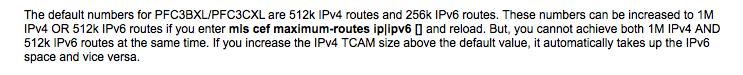 The default numbers for PFC3BXL/PFC3CXL are 512k IPv4 routes and 256k IPv6 routes. These numbers can be increased to 1M
IPv4 OR 512k IPv6 routes if you enter mls cef maximum-routes ip|ipv6 [] and reload. But, you cannot achieve both 1M IPv4 AND
512k IPv6 routes at the same time. If you increase the IPv4 TCAM size above the default value, it automatically takes up the IPv6
space and vice versa.